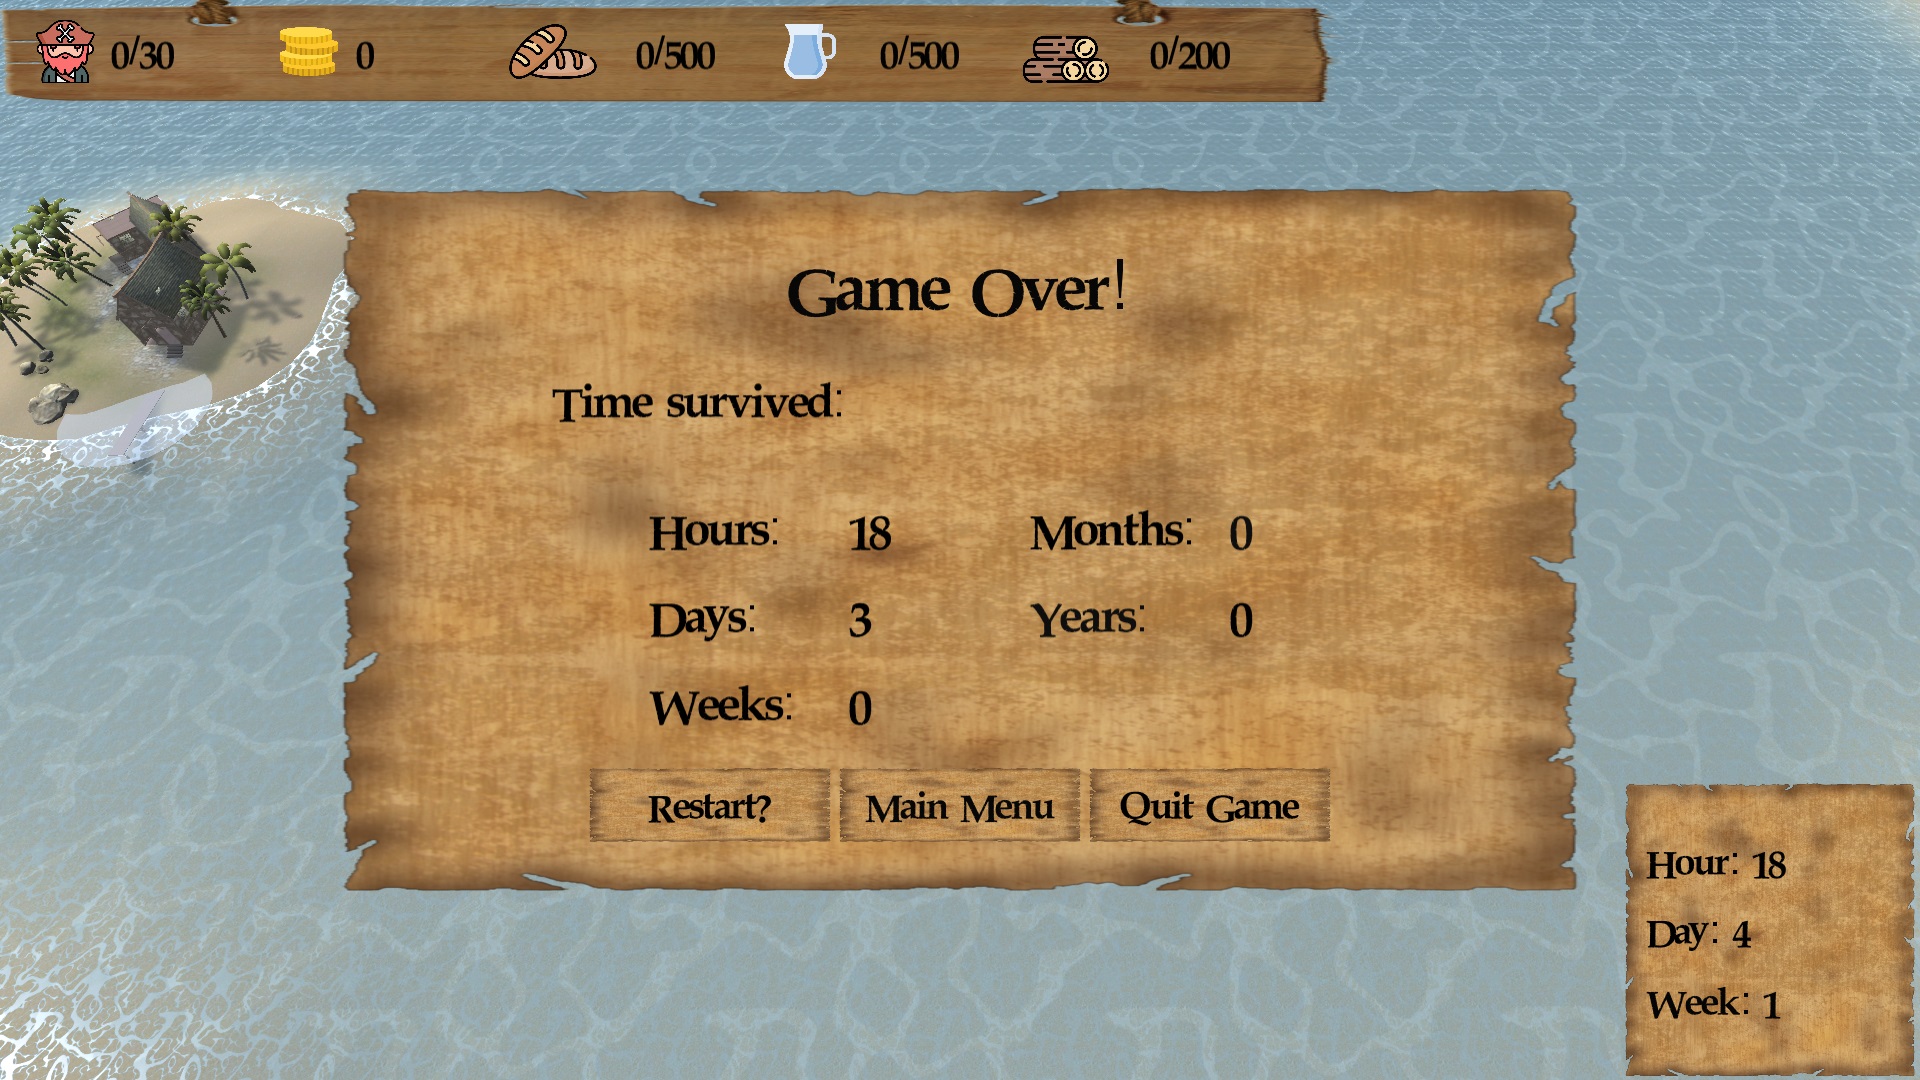 0/30 0 0/500 0/500 0/200
Game Over!
Time survived:
Hours: 18 Months: 0
Days: 3 Years: 0
Weeks: 0
Restart? Main Menu Quit Game
Hour: 18
Day: 4
Week: 1